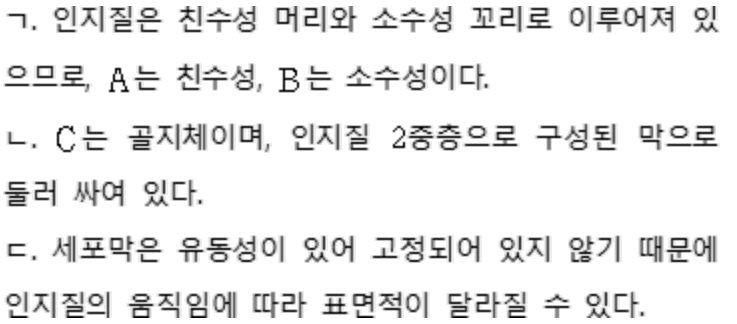 ㄱ. 인지질은 친수성 머리와 소수성 꼬리로 이루어져 있
으므로, A는 친수성, B는 소수성이다.
ㄴ. C는 골지체이며, 인지질 2중층으로 구성된 막으로
둘러 싸여 있다.
ㄷ. 세포막은 유동성이 있어 고정되어 있지 않기 때문에
인지질의 움직임에 따라 표면적이 달라질 수 있다.